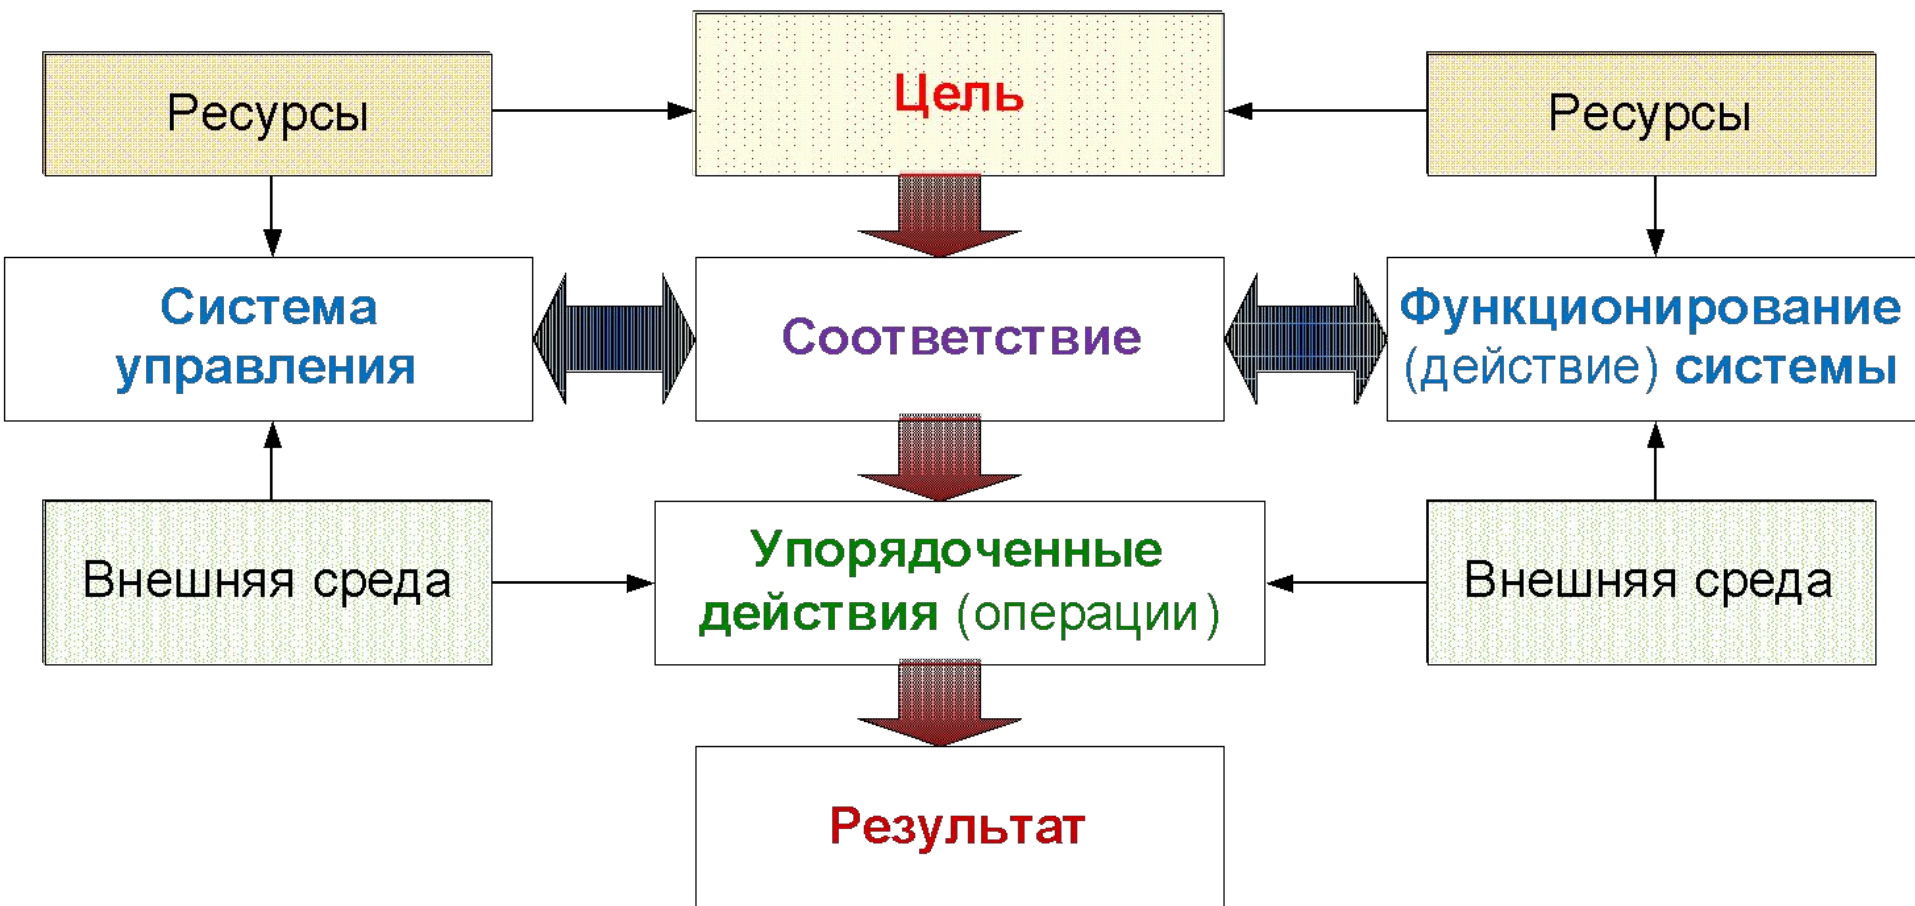 Ресурсы
Цель
Ресурсы
Система
управления
Соответствие
Функционирование
(действие) системы
Внешняя среда
Упорядоченные
действия (операции)
Внешняя среда
Результат